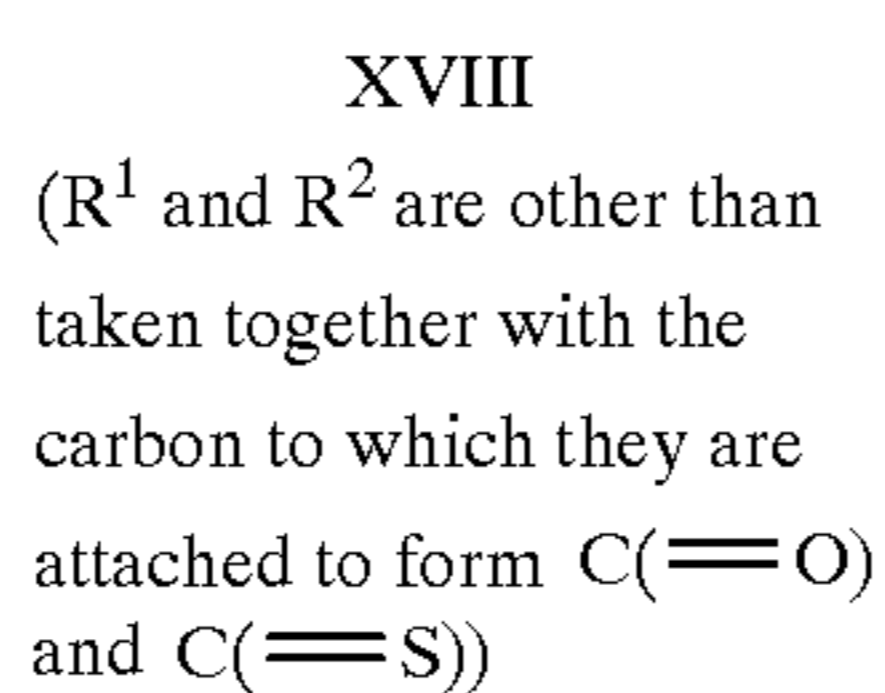 XVIII
(R¹ and R² are other than
taken together with the
carbon to which they are
attached to form C(=O)
and C(=S))